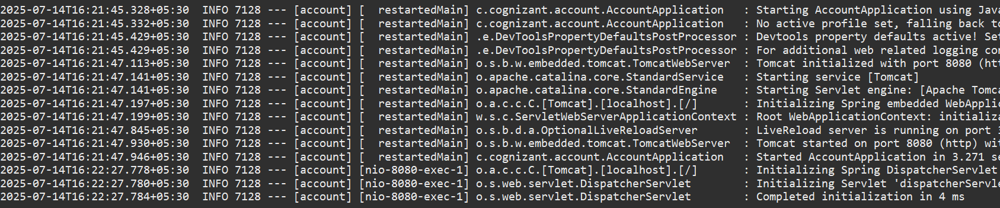 2025-07-14T16:21:45.328+05:30  INFO 7128 --- [account] [  restartedMain] c.cognizant.account.AccountApplication   : Starting AccountApplication using Java
2025-07-14T16:21:45.332+05:30  INFO 7128 --- [account] [  restartedMain] c.cognizant.account.AccountApplication   : No active profile set, falling back to
2025-07-14T16:21:45.429+05:30  INFO 7128 --- [account] [  restartedMain] .e.DevToolsPropertyDefaultsPostProcessor : Devtools property defaults active! Set
2025-07-14T16:21:45.429+05:30  INFO 7128 --- [account] [  restartedMain] .e.DevToolsPropertyDefaultsPostProcessor : For additional web related logging con
2025-07-14T16:21:47.113+05:30  INFO 7128 --- [account] [  restartedMain] o.s.b.w.embedded.tomcat.TomcatWebServer  : Tomcat initialized with port 8080 (htt
2025-07-14T16:21:47.141+05:30  INFO 7128 --- [account] [  restartedMain] o.apache.catalina.core.StandardService   : Starting service [Tomcat]
2025-07-14T16:21:47.141+05:30  INFO 7128 --- [account] [  restartedMain] o.apache.catalina.core.StandardEngine    : Starting Servlet engine: [Apache Tomca
2025-07-14T16:21:47.197+05:30  INFO 7128 --- [account] [  restartedMain] o.a.c.c.C.[Tomcat].[localhost].[/]       : Initializing Spring embedded WebApplic
2025-07-14T16:21:47.199+05:30  INFO 7128 --- [account] [  restartedMain] w.s.c.ServletWebServerApplicationContext : Root WebApplicationContext: initializa
2025-07-14T16:21:47.845+05:30  INFO 7128 --- [account] [  restartedMain] o.s.b.d.a.OptionalLiveReloadServer       : LiveReload server is running on port 3
2025-07-14T16:21:47.930+05:30  INFO 7128 --- [account] [  restartedMain] o.s.b.w.embedded.tomcat.TomcatWebServer  : Tomcat started on port 8080 (http) wit
2025-07-14T16:21:47.946+05:30  INFO 7128 --- [account] [  restartedMain] c.cognizant.account.AccountApplication   : Started AccountApplication in 3.271 se
2025-07-14T16:22:27.778+05:30  INFO 7128 --- [account] [nio-8080-exec-1] o.a.c.c.C.[Tomcat].[localhost].[/]       : Initializing Spring DispatcherServlet
2025-07-14T16:22:27.780+05:30  INFO 7128 --- [account] [nio-8080-exec-1] o.s.web.servlet.DispatcherServlet        : Initializing Servlet 'dispatcherServle
2025-07-14T16:22:27.784+05:30  INFO 7128 --- [account] [nio-8080-exec-1] o.s.web.servlet.DispatcherServlet        : Completed initialization in 4 ms